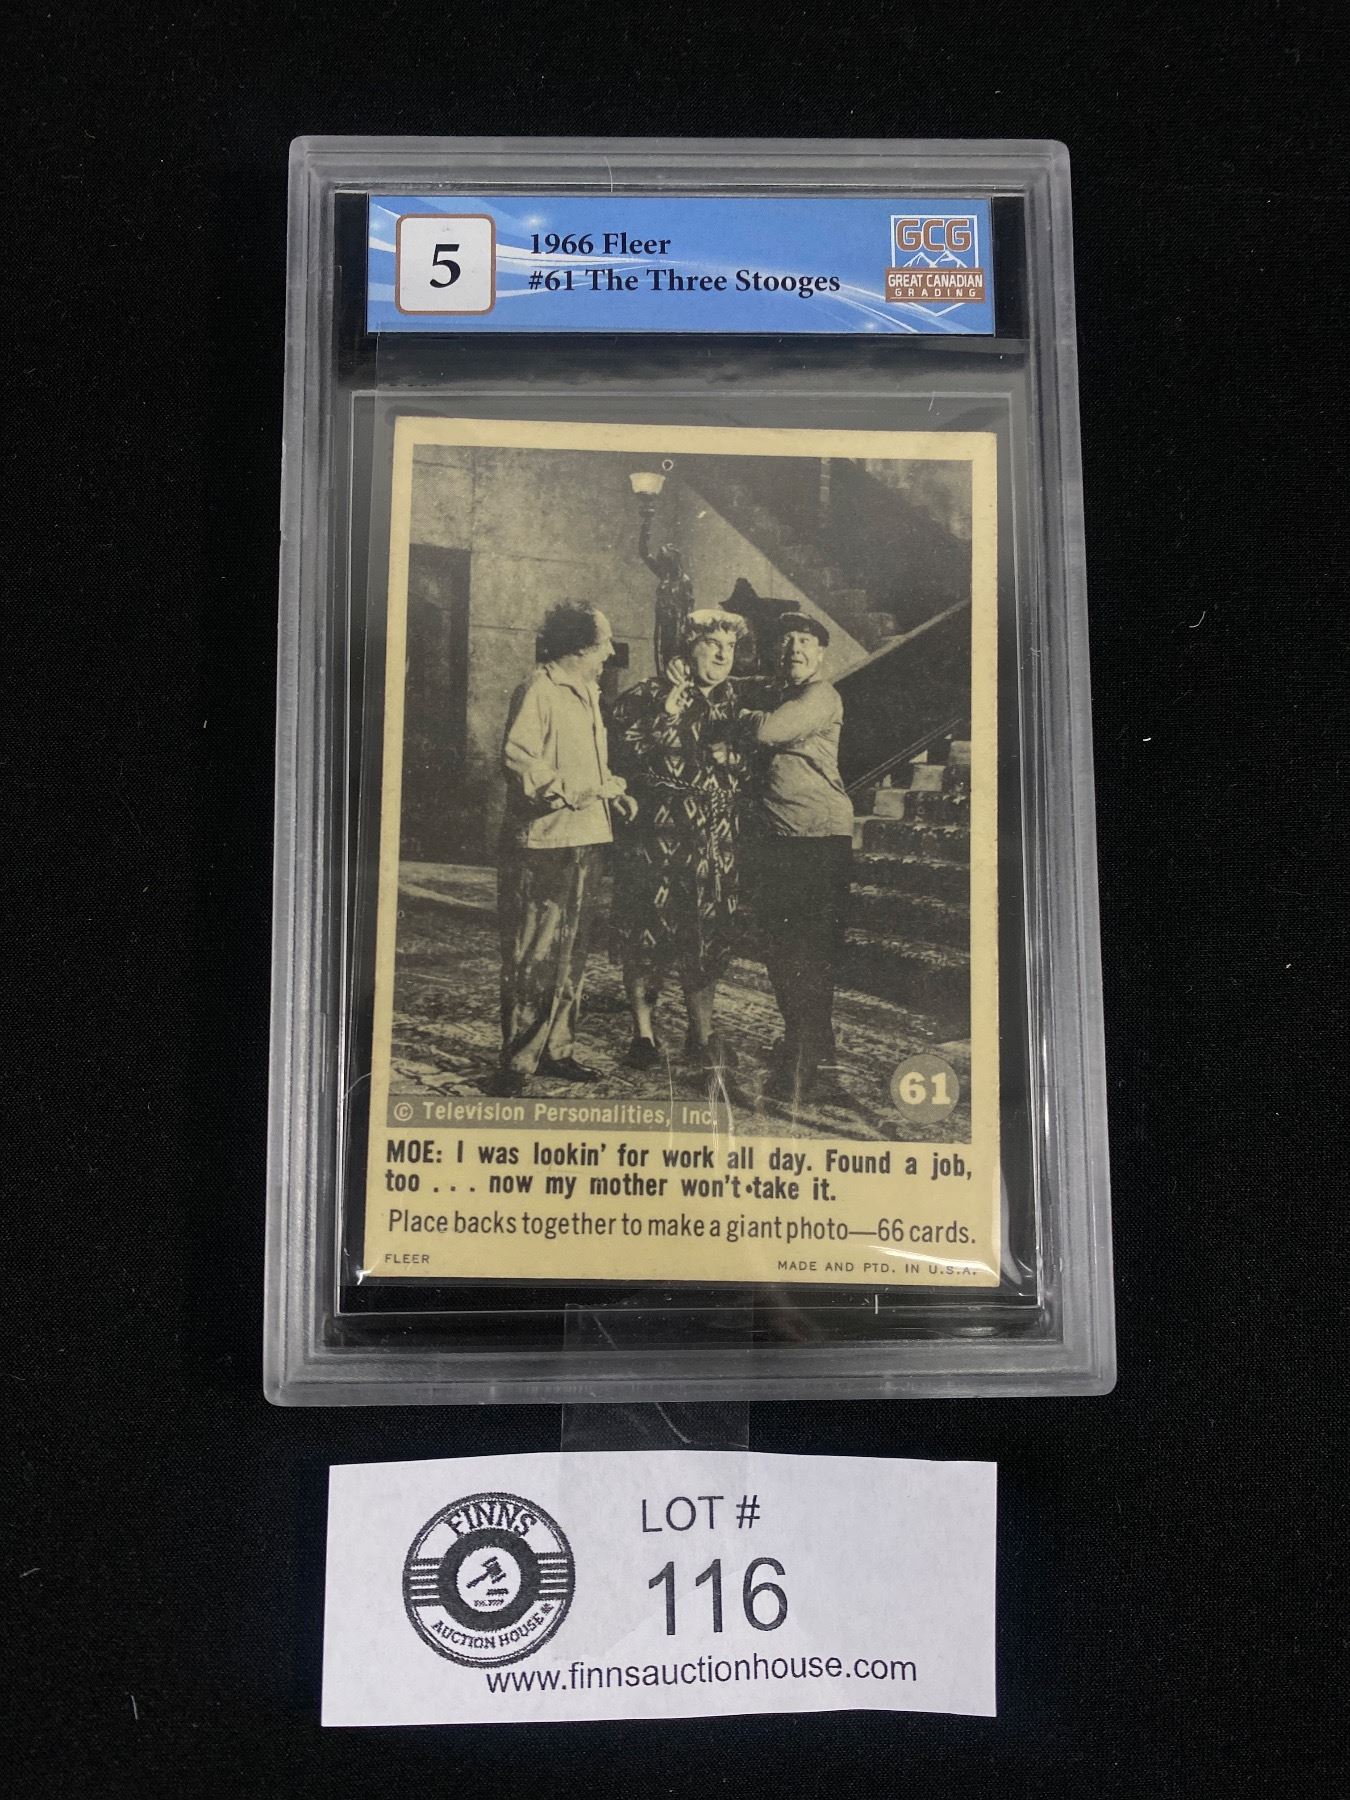 5
1966 Fleer
#61 The Three Stooges
GCG
GREAT CANADIAN
GRADING
61
© Television Personalities, Inc.
MOE: I was lookin' for work all day. Found a job,
too . . . now my mother won't take it.
Place backs together to make a giant photo—66 cards.
FLEER
MADE AND PTD. IN U.S.A.
FINNS
AUCTION HOUSE
LOT #
116
www.finnsauctionhouse.com